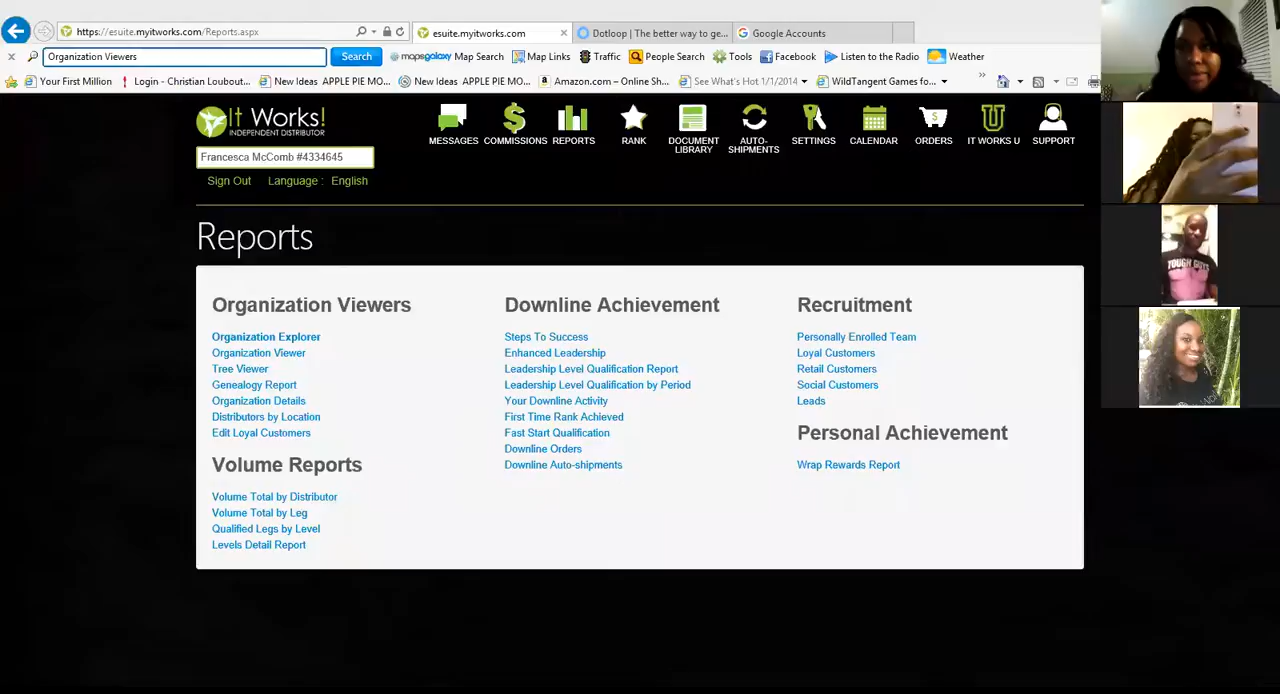 https://esuite.myitworks.com/Reports.aspx
esuite.myitworks.com
Dotloop | The better way to ge...
Google Accounts
Organization Viewers
Search
mapsgalaxy Map Search
Map Links
Traffic
People Search
Tools
Facebook
Listen to the Radio
Weather
Your First Million
Login - Christian Loubout...
New Ideas APPLE PIE MO...
New Ideas APPLE PIE MO...
Amazon.com – Online Sh...
See What's Hot 1/1/2014
WildTangent Games fo...
It Works!
INDEPENDENT DISTRIBUTOR
Francesca McComb #4334645
Sign Out
Language : English
MESSAGES
COMMISSIONS
REPORTS
RANK
DOCUMENT
LIBRARY
AUTO-
SHIPMENTS
SETTINGS
CALENDAR
ORDERS
IT WORKS U
SUPPORT
Reports
Organization Viewers
Organization Explorer
Organization Viewer
Tree Viewer
Genealogy Report
Organization Details
Distributors by Location
Edit Loyal Customers
Volume Reports
Volume Total by Distributor
Volume Total by Leg
Qualified Legs by Level
Levels Detail Report
Downline Achievement
Steps To Success
Enhanced Leadership
Leadership Level Qualification Report
Leadership Level Qualification by Period
Your Downline Activity
First Time Rank Achieved
Fast Start Qualification
Downline Orders
Downline Auto-shipments
Recruitment
Personally Enrolled Team
Loyal Customers
Retail Customers
Social Customers
Leads
Personal Achievement
Wrap Rewards Report
TOUGH GUYS